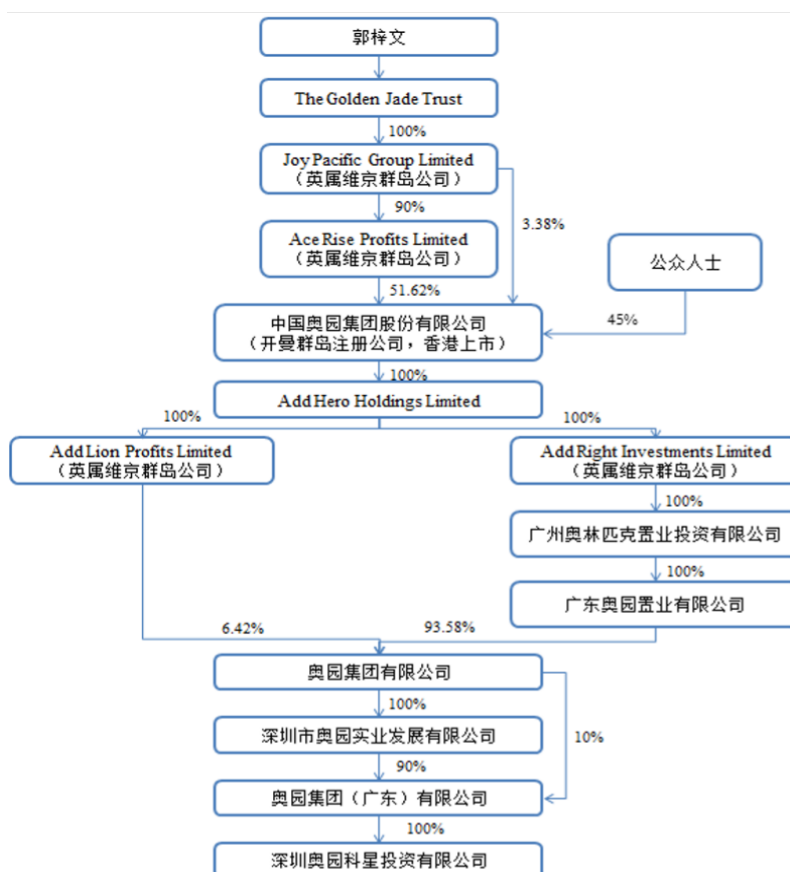 郭梓文
The Golden Jade Trust
100%
Joy Pacific Group Limited
（英属维京群岛公司）
90%
3.38%
Ace Rise Profits Limited
（英属维京群岛公司）
公众人士
51.62%
45%
中国奥园集团股份有限公司
（开曼群岛注册公司，香港上市）
100%
Add Hero Holdings Limited
100%
100%
Add Lion Profits Limited
（英属维京群岛公司）
Add Right Investments Limited
（英属维京群岛公司）
100%
广州奥林匹克置业投资有限公司
100%
广东奥园置业有限公司
6.42%
93.58%
奥园集团有限公司
100%
深圳市奥园实业发展有限公司
10%
90%
奥园集团（广东）有限公司
100%
深圳奥园科星投资有限公司